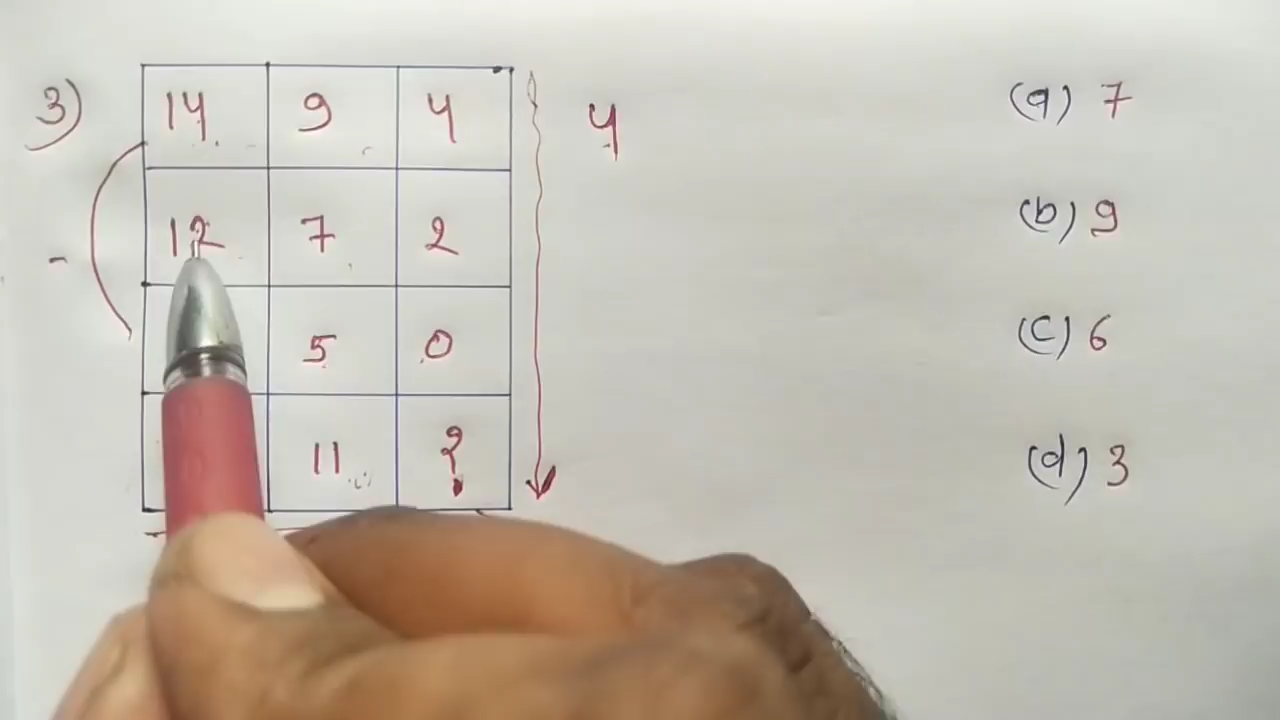 3) 14 9 4 4 (a) 7
12 7 2 (b) 9
- 5 0 (c) 6
11 ? (d) 3